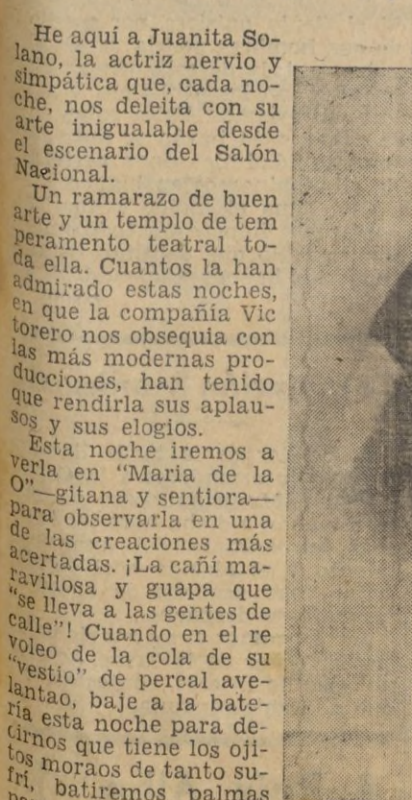 He aquí a Juanita So-
lano, la actriz nervio y
simpática que, cada no-
che, nos deleita con su
arte inigualable desde
el escenario del Salón
Nacional.
Un ramarazo de buen
arte y un templo de tem
peramento teatral to-
da ella. Cuantos la han
admirado estas noches,
en que la compañía Vic
torero nos obsequia con
las más modernas pro-
ducciones, han tenido
que rendirla sus aplau-
sos y sus elogios.
Esta noche iremos a
verla en "Maria de la
O"—gitana y sentiora—
para observarla en una
de las creaciones más
acertadas. ¡La cañí ma-
ravillosa y guapa que
"se lleva a las gentes de
calle"! Cuando en el re
voleo de la cola de su
"vestio" de percal ave-
lantao, baje a la bate-
ría esta noche para de-
cirnos que tiene los oji-
tos moraos de tanto su-
frí, batiremos palmas